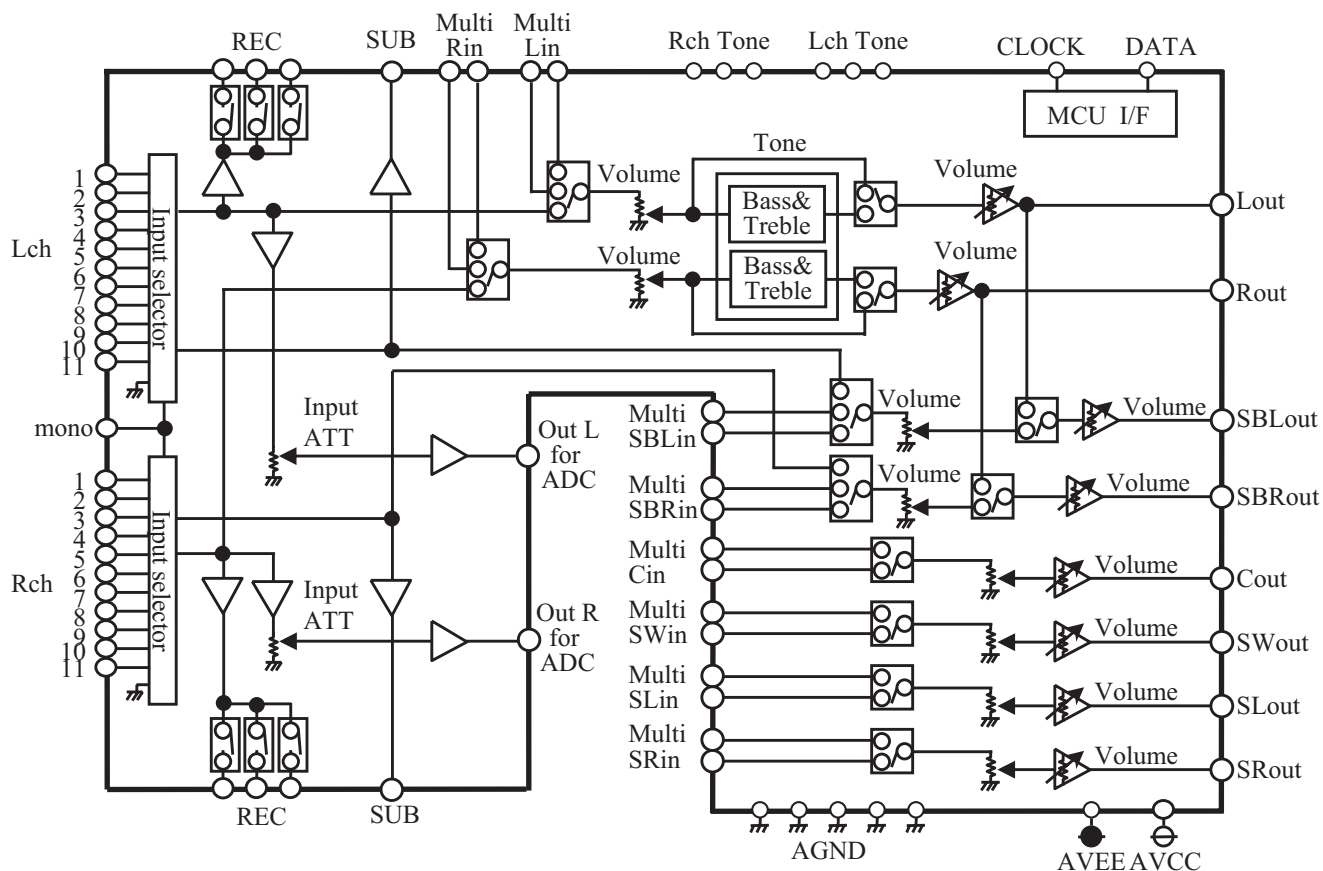 REC
SUB
Multi
Rin
Multi
Lin
Rch Tone
Lch Tone
CLOCK
DATA
MCU I/F
Tone
Volume
Bass&
Treble
Volume
Lout
Volume
Bass&
Treble
Volume
Rout
Lch
1
2
3
4
5
6
7
8
9
10
11
Input selector
mono
Input
ATT
Out L
for
ADC
Multi
SBLin
Volume
Volume
SBLout
Multi
SBRin
Volume
Volume
SBRout
Rch
1
2
3
4
5
6
7
8
9
10
11
Input selector
Input
ATT
Out R
for
ADC
Multi
Cin
Volume
Cout
Multi
SWin
Volume
SWout
Multi
SLin
Volume
SLout
Multi
SRin
Volume
SRout
REC
SUB
AGND
AVEE
AVCC